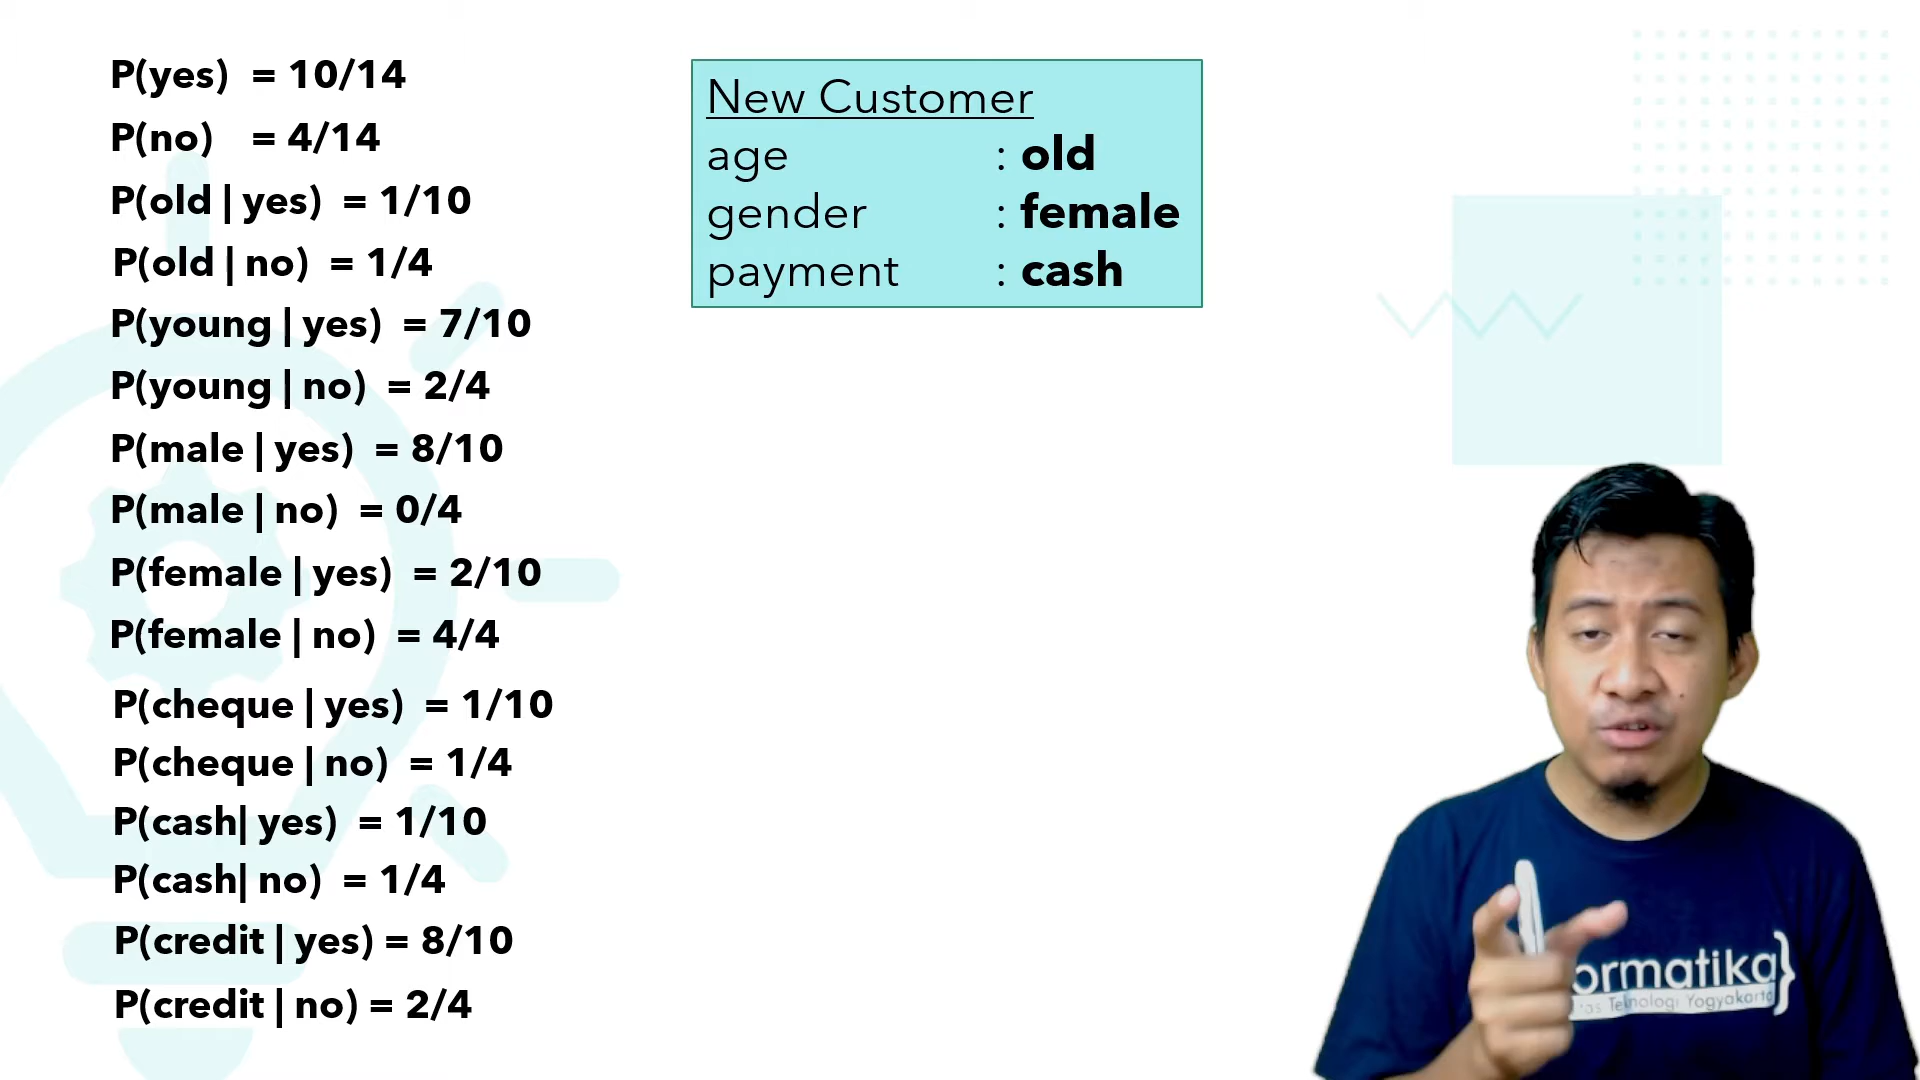 P(yes) = 10/14
P(no) = 4/14
P(old | yes) = 1/10
P(old | no) = 1/4
P(young | yes) = 7/10
P(young | no) = 2/4
P(male | yes) = 8/10
P(male | no) = 0/4
P(female | yes) = 2/10
P(female | no) = 4/4
P(cheque | yes) = 1/10
P(cheque | no) = 1/4
P(cash| yes) = 1/10
P(cash| no) = 1/4
P(credit | yes) = 8/10
P(credit | no) = 2/4
New Customer
age : old
gender : female
payment : cash
ormatika}
Teknologi Yogyakarta